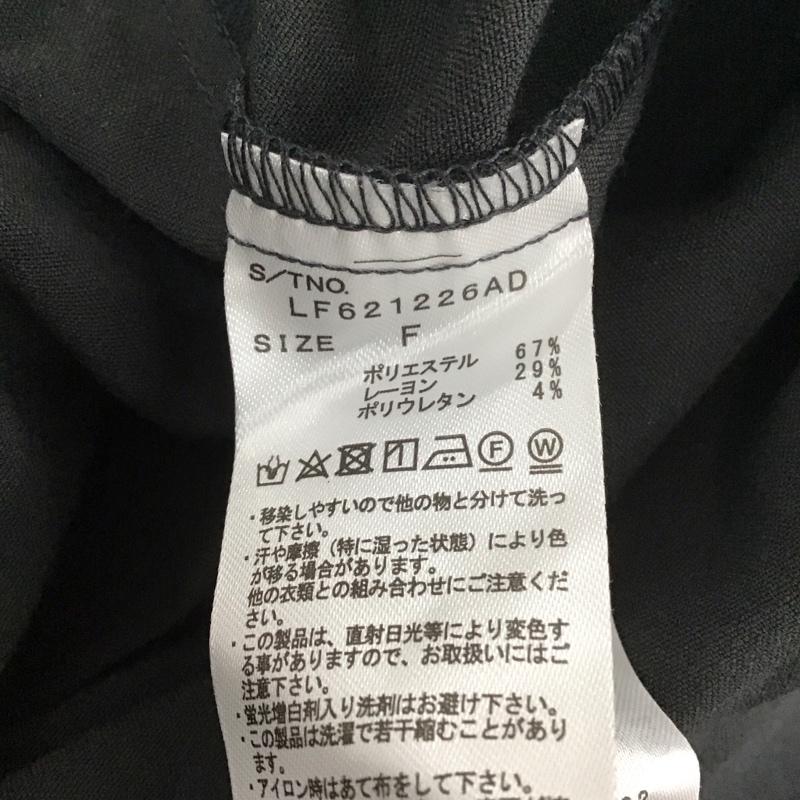 S/TNO.
LF621226AD
SIZE F
ポリエステル 67%
レーヨン 29%
ポリウレタン 4%
F W
・移染しやすいので他の物と分けて洗っ
て下さい。
・汗や摩擦（特に湿った状態）により色
が移る場合があります。
他の衣類との組み合わせにご注意くだ
さい。
・この製品は、直射日光等により変色す
る事がありますので、お取扱いにはご
注意下さい。
・蛍光増白剤入り洗剤はお避け下さい。
・この製品は洗濯で若干縮むことがあり
ます。
・アイロン時はあて布をして下さい。